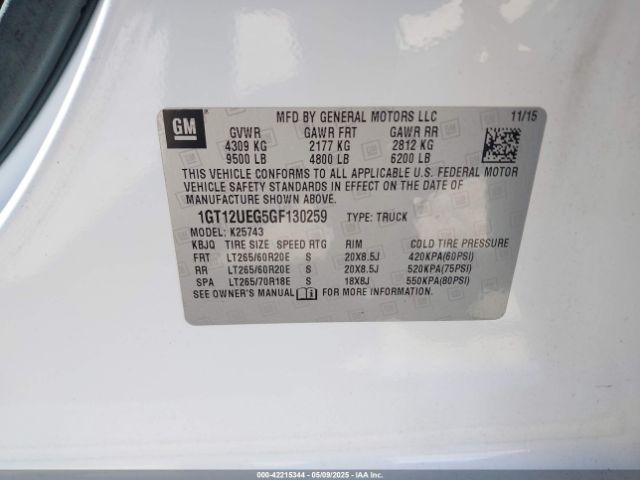 GM
MFD BY GENERAL MOTORS LLC 11/15
GVWR GAWR FRT GAWR RR
4309 KG 2177 KG 2812 KG
9500 LB 4800 LB 6200 LB
THIS VEHICLE CONFORMS TO ALL APPLICABLE U.S. FEDERAL MOTOR
VEHICLE SAFETY STANDARDS IN EFFECT ON THE DATE OF
MANUFACTURE SHOWN ABOVE.
1GT12UEG5GF130259 TYPE: TRUCK
MODEL: K25743
KBJQ TIRE SIZE SPEED RTG RIM COLD TIRE PRESSURE
FRT LT265/60R20E S 20X8.5J 420KPA(60PSI)
RR LT265/60R20E S 20X8.5J 520KPA(75PSI)
SPA LT265/70R18E S 18X8J 550KPA(80PSI)
SEE OWNER'S MANUAL FOR MORE INFORMATION.
000-42215344 | 05/09/2025 | IAA Inc.